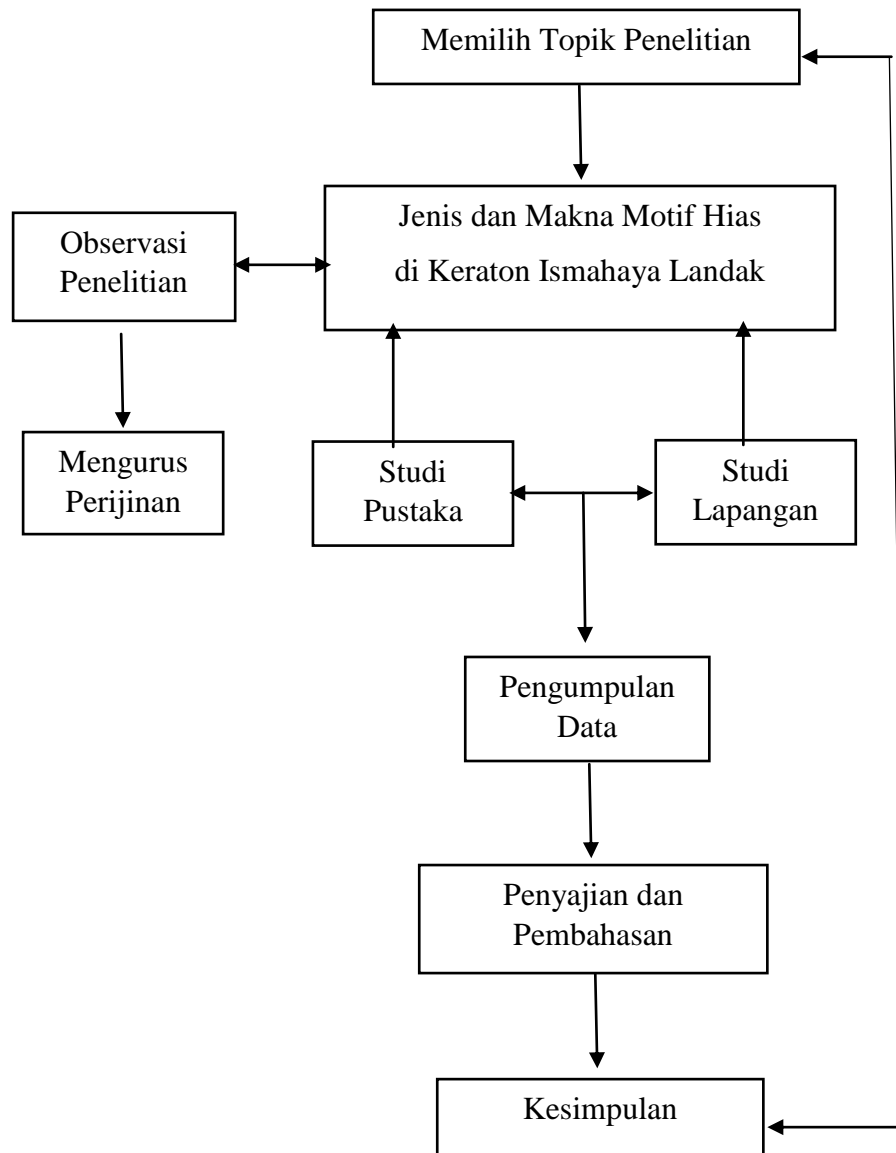 Memilih Topik Penelitian
Jenis dan Makna Motif Hias
di Keraton Ismahaya Landak
Observasi
Penelitian
Mengurus
Perijinan
Studi
Pustaka
Studi
Lapangan
Pengumpulan
Data
Penyajian dan
Pembahasan
Kesimpulan